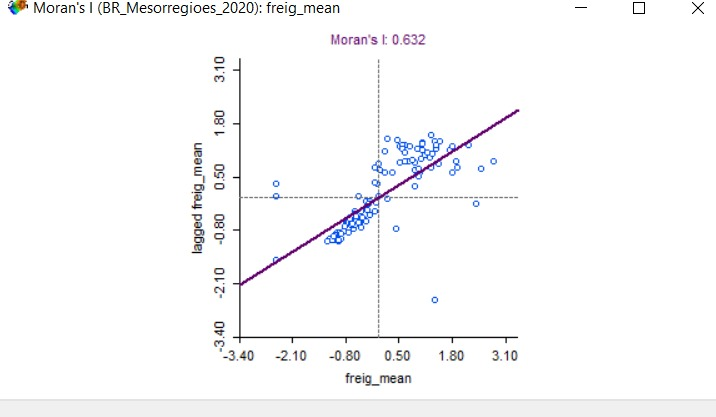 Moran's I (BR_Mesorregioes_2020): freig_mean
Moran's I: 0.632
3.10
1.80
0.50
-0.80
-2.10
-3.40
lagged freig_mean
-3.40 -2.10 -0.80 0.50 1.80 3.10
freig_mean